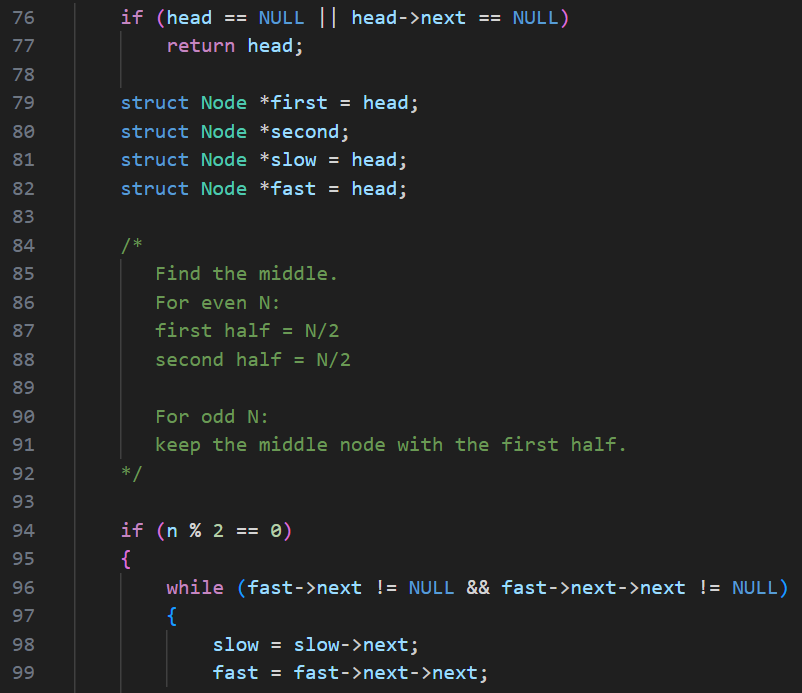 76 if (head == NULL || head->next == NULL)
77 return head;
78
79 struct Node *first = head;
80 struct Node *second;
81 struct Node *slow = head;
82 struct Node *fast = head;
83
84 /*
85 Find the middle.
86 For even N:
87 first half = N/2
88 second half = N/2
89
90 For odd N:
91 keep the middle node with the first half.
92 */
93
94 if (n % 2 == 0)
95 {
96 while (fast->next != NULL && fast->next->next != NULL)
97 {
98 slow = slow->next;
99 fast = fast->next->next;